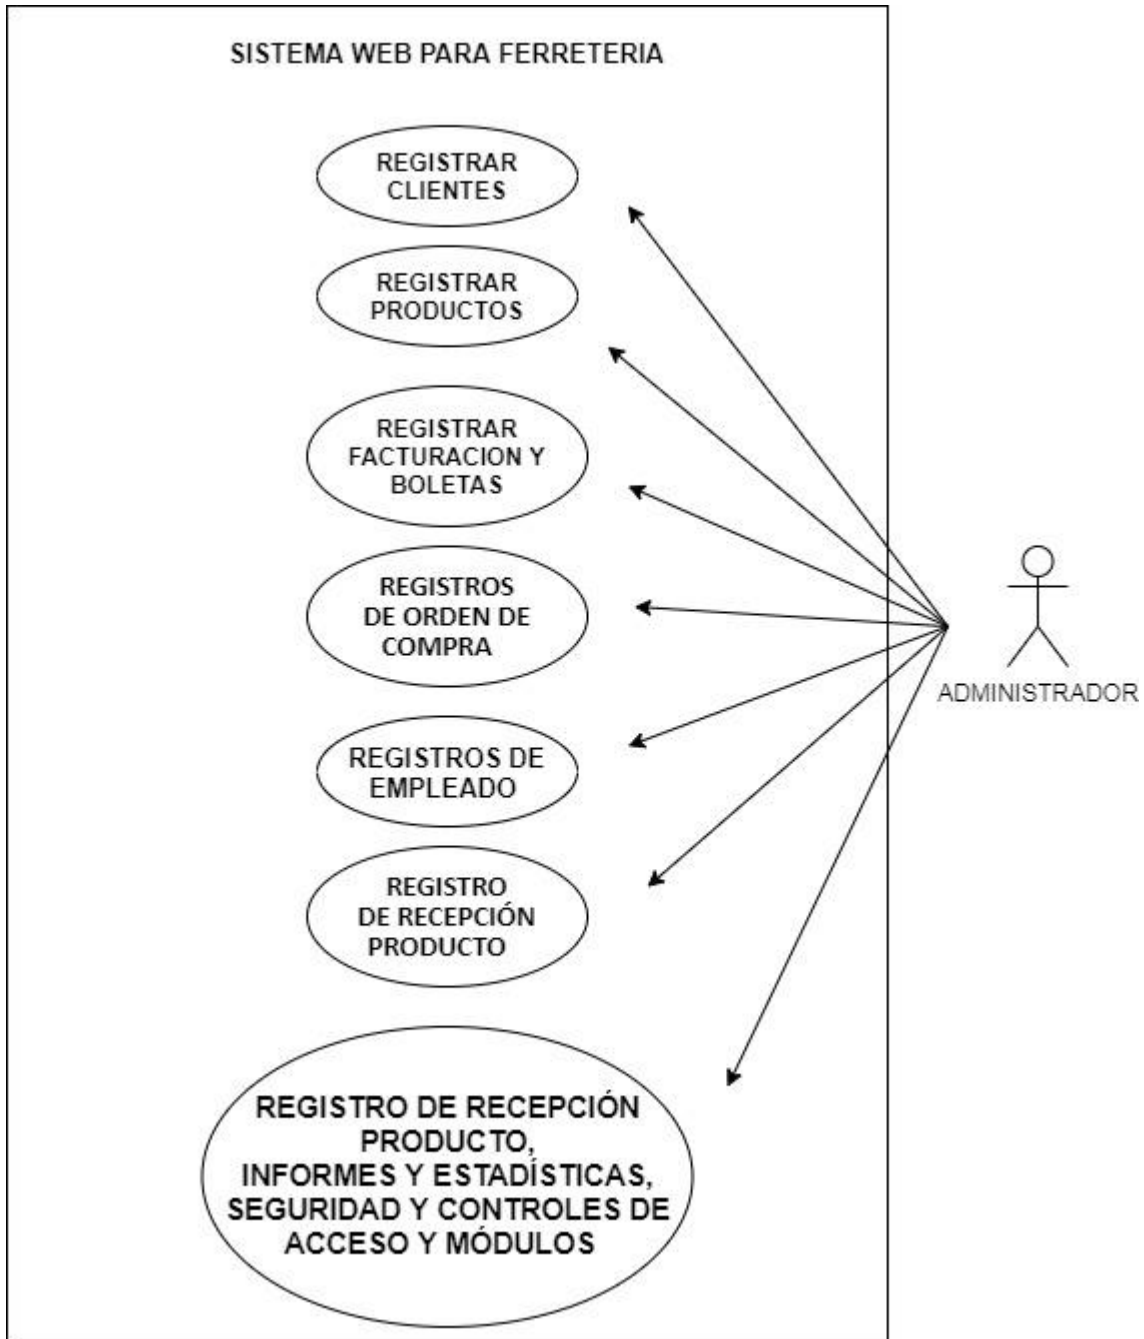 SISTEMA WEB PARA FERRETERIA
REGISTRAR
CLIENTES
REGISTRAR
PRODUCTOS
REGISTRAR
FACTURACION Y
BOLETAS
REGISTROS
DE ORDEN DE
COMPRA
ADMINISTRADOR
REGISTROS DE
EMPLEADO
REGISTRO
DE RECEPCIÓN
PRODUCTO
REGISTRO DE RECEPCIÓN
PRODUCTO,
INFORMES Y ESTADÍSTICAS,
SEGURIDAD Y CONTROLES DE
ACCESO Y MÓDULOS